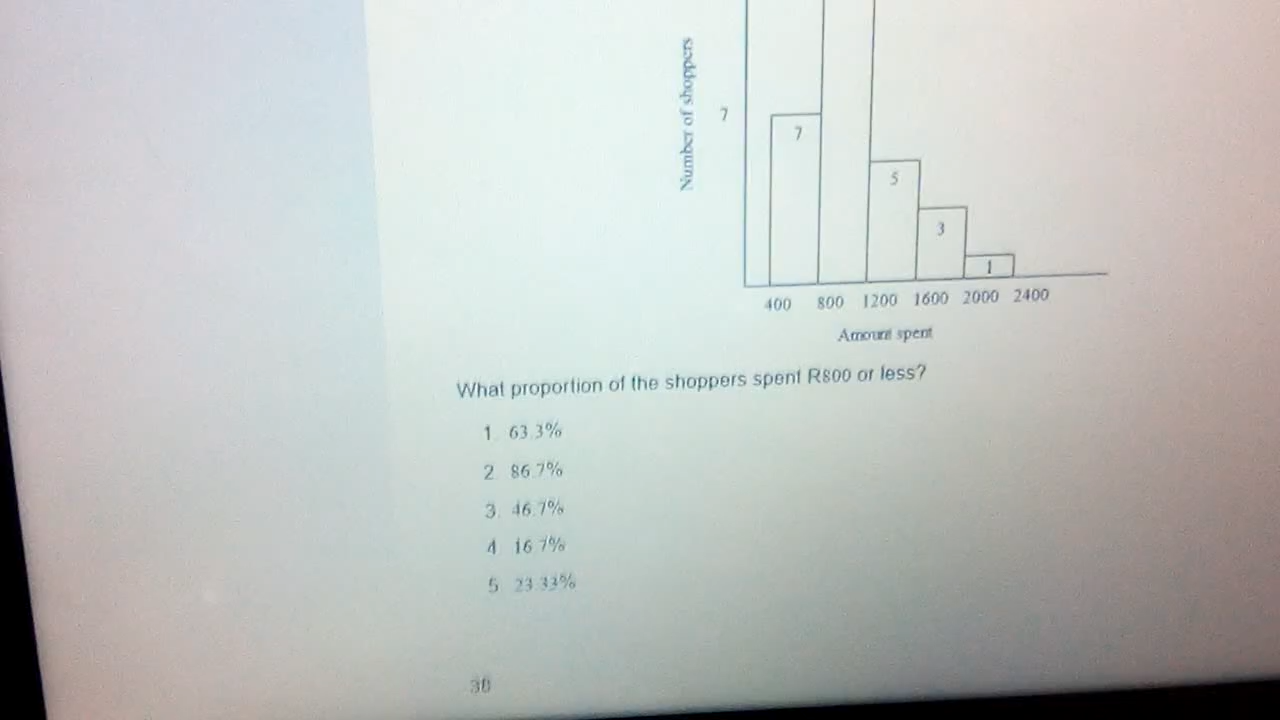 Number of shoppers
7
7
5
3
1
400 800 1200 1600 2000 2400
Amount spent
What proportion of the shoppers spent R800 or less?
1. 63.3%
2. 86.7%
3. 46.7%
4. 16.7%
5. 23.33%
30